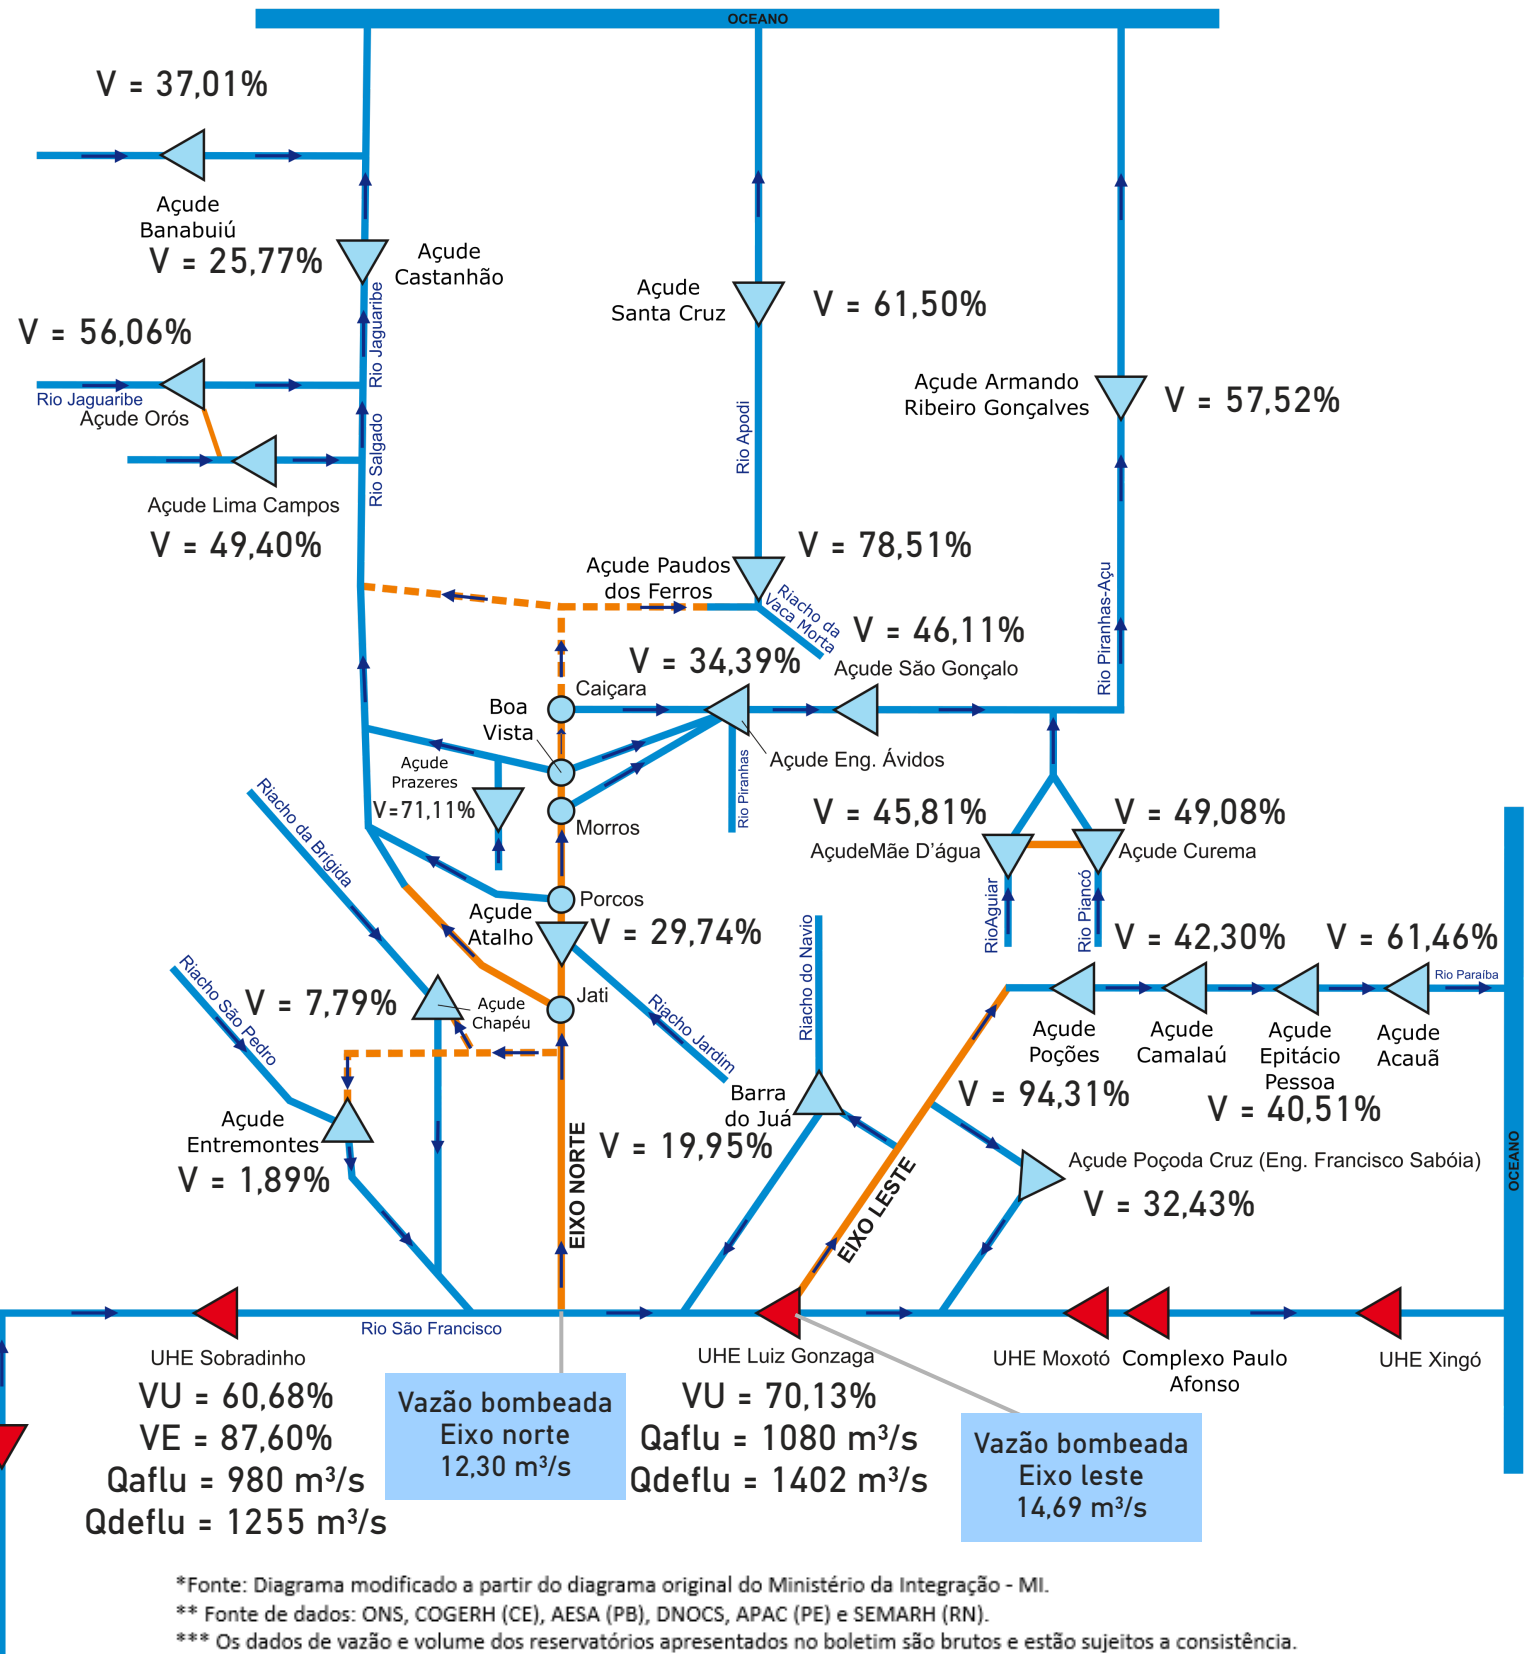 OCEANO
V = 37,01%
Açude
Banabuiú
V = 25,77%
Açude
Castanhão
Rio Jaguaribe
Açude
Santa Cruz
V = 61,50%
V = 56,06%
Rio Jaguaribe
Açude Orós
Açude Armando
Ribeiro Gonçalves
V = 57,52%
Rio Apodi
Rio Salgado
Açude Lima Campos
V = 49,40%
V = 78,51%
Açude Paudos
dos Ferros
Riacho da
Vaca Morta
Rio Piranhas-Açu
V = 46,11%
Açude São Gonçalo
V = 34,39%
Caiçara
Boa
Vista
Açude Eng. Ávidos
Rio Piranhas
Açude
Prazeres
V=71,11%
Morros
Riacho da Brígida
V = 45,81%
AçudeMãe D'água
V = 49,08%
Açude Curema
RioAguiar
Rio Piancó
Porcos
Açude
Atalho
V = 29,74%
Riacho do Navio
V = 42,30%
V = 61,46%
Rio Paraíba
Riacho São Pedro
V = 7,79%
Açude
Chapéu
Jati
Riacho Jardim
Açude
Poções
Açude
Camalaú
Açude
Epitácio
Pessoa
Açude
Acauã
V = 94,31%
V = 40,51%
Barra
do Juá
V = 19,95%
Açude
Entremontes
V = 1,89%
EIXO NORTE
EIXO LESTE
Açude Poçoda Cruz (Eng. Francisco Sabóia)
V = 32,43%
OCEANO
Rio São Francisco
UHE Sobradinho
VU = 60,68%
VE = 87,60%
Qaflu = 980 m³/s
Qdeflu = 1255 m³/s
Vazão bombeada
Eixo norte
12,30 m³/s
UHE Luiz Gonzaga
VU = 70,13%
Qaflu = 1080 m³/s
Qdeflu = 1402 m³/s
Vazão bombeada
Eixo leste
14,69 m³/s
UHE Moxotó
Complexo Paulo
Afonso
UHE Xingó
*Fonte: Diagrama modificado a partir do diagrama original do Ministério da Integração - MI.
** Fonte de dados: ONS, COGERH (CE), AESA (PB), DNOCS, APAC (PE) e SEMARH (RN).
*** Os dados de vazão e volume dos reservatórios apresentados no boletim são brutos e estão sujeitos a consistência.